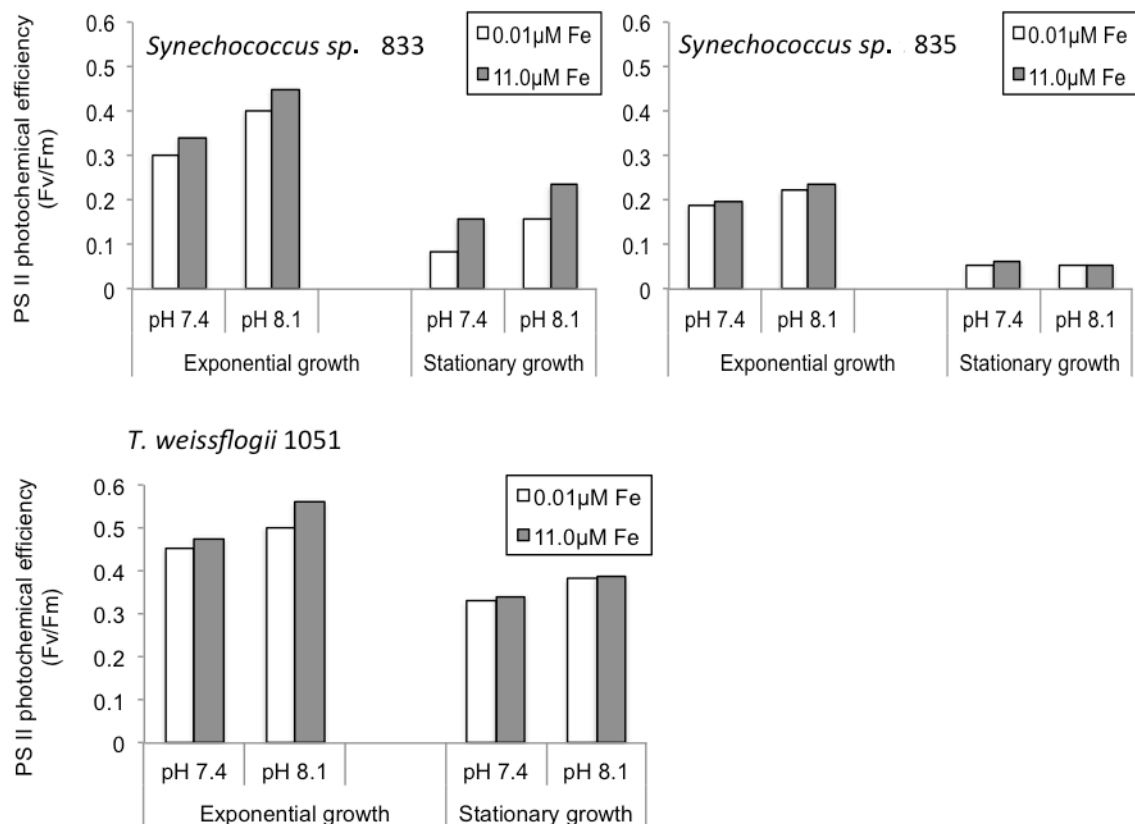 Synechococcus sp. 833
0.01µM Fe
11.0µM Fe
PS II photochemical efficiency
(Fv/Fm)
0.6
0.5
0.4
0.3
0.2
0.1
0
pH 7.4 pH 8.1 pH 7.4 pH 8.1
Exponential growth Stationary growth
Synechococcus sp. 835
0.01µM Fe
11.0µM Fe
PS II photochemical efficiency
(Fv/Fm)
0.6
0.5
0.4
0.3
0.2
0.1
0
pH 7.4 pH 8.1 pH 7.4 pH 8.1
Exponential growth Stationary growth
T. weissflogii 1051
0.01µM Fe
11.0µM Fe
PS II photochemical efficiency
(Fv/Fm)
0.6
0.5
0.4
0.3
0.2
0.1
0
pH 7.4 pH 8.1 pH 7.4 pH 8.1
Exponential growth Stationary growth